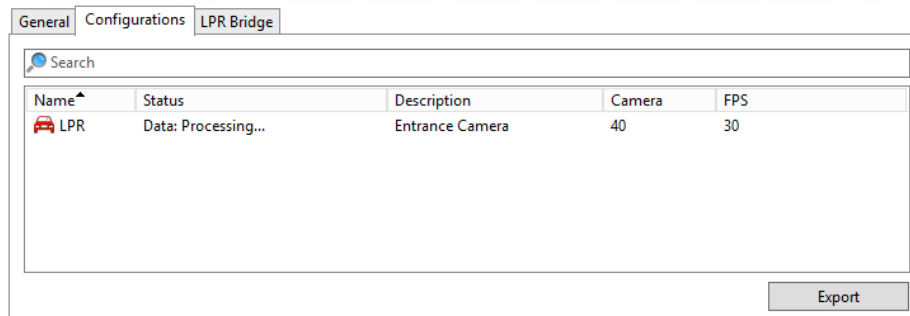 General Configurations LPR Bridge
Search
Name Status Description Camera FPS
LPR Data: Processing... Entrance Camera 40 30
Export